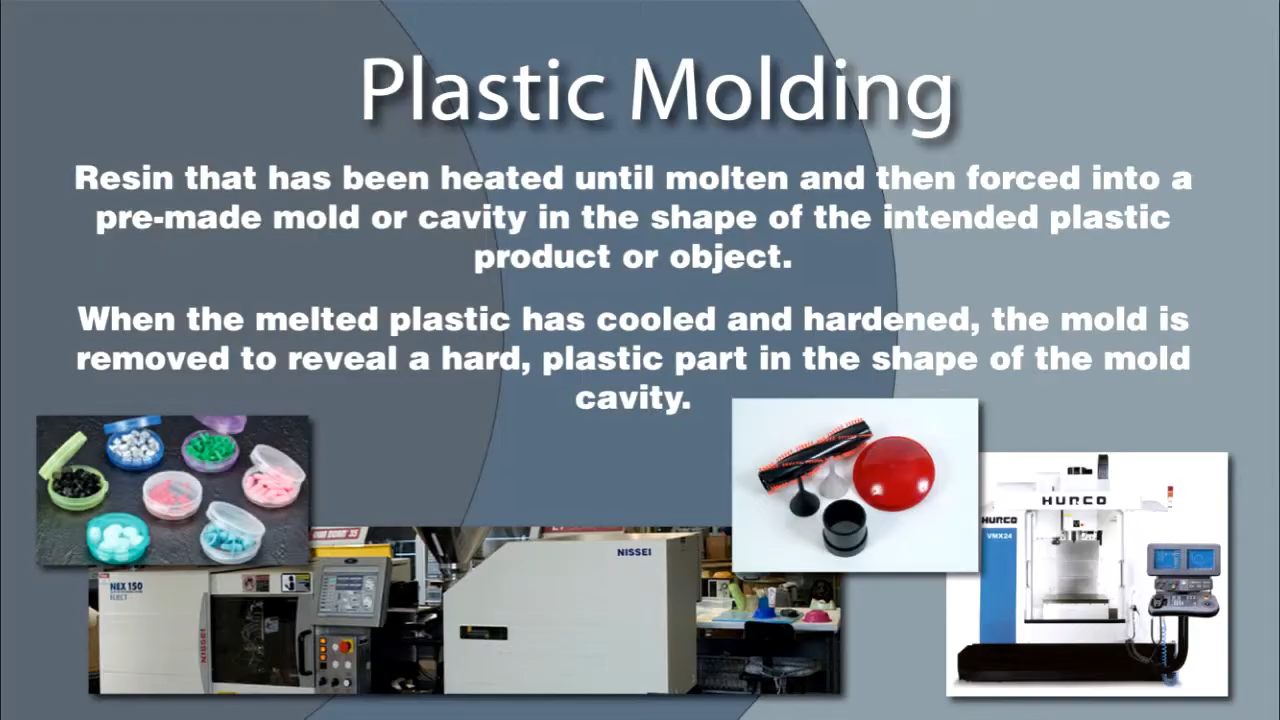 Plastic Molding
Resin that has been heated until molten and then forced into a
pre-made mold or cavity in the shape of the intended plastic
product or object.
When the melted plastic has cooled and hardened, the mold is
removed to reveal a hard, plastic part in the shape of the mold
cavity.
NISSEI
NEX 150
ELECT
NISSEI
HURCO
HURCO
VMX24